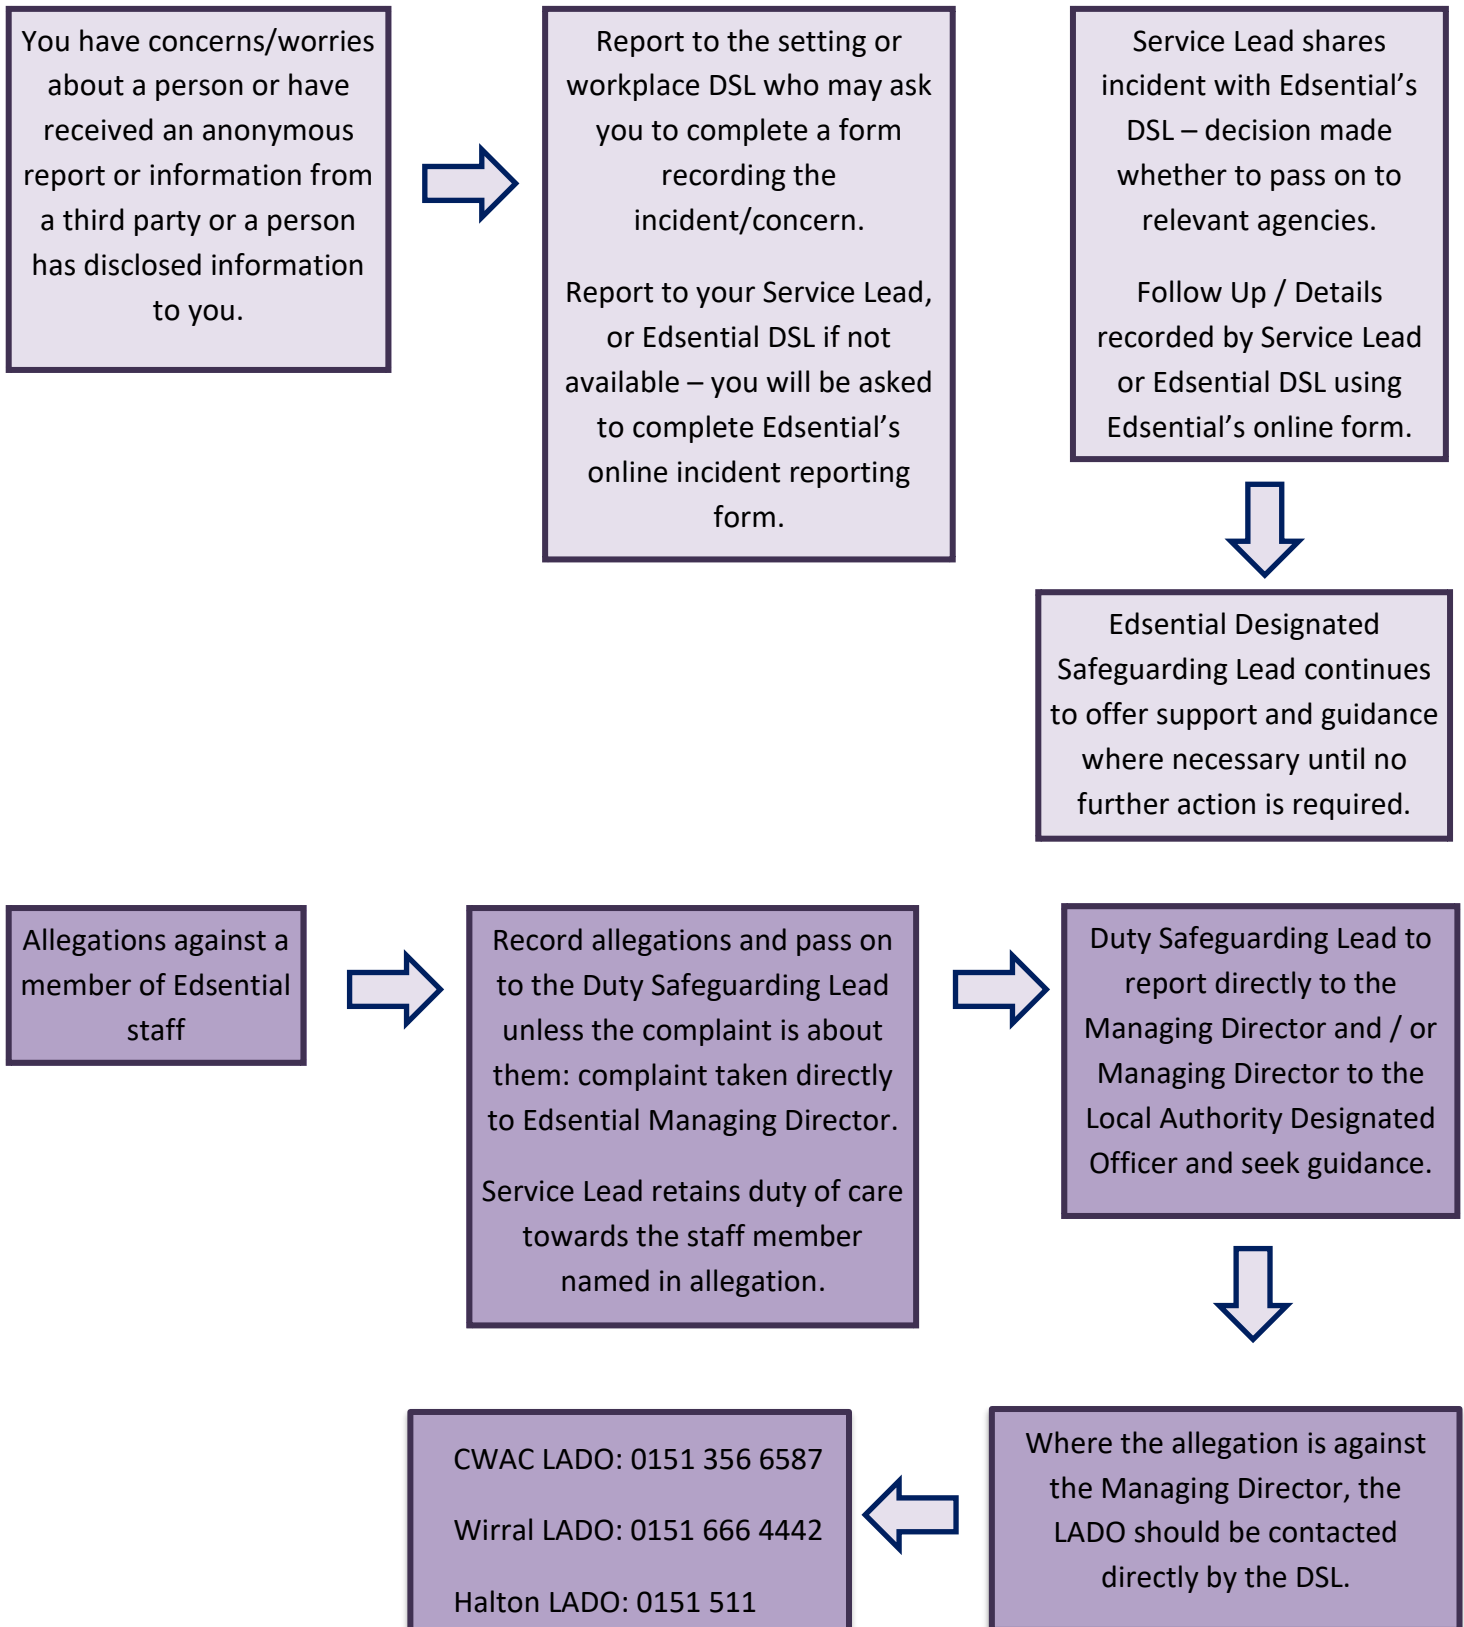 You have concerns/worries
about a person or have
received an anonymous
report or information from
a third party or a person
has disclosed information
to you.
Report to the setting or
workplace DSL who may ask
you to complete a form
recording the
incident/concern.
Report to your Service Lead,
or Edsential DSL if not
available – you will be asked
to complete Edsential’s
online incident reporting
form.
Service Lead shares
incident with Edsential’s
DSL – decision made
whether to pass on to
relevant agencies.
Follow Up / Details
recorded by Service Lead
or Edsential DSL using
Edsential’s online form.
Edsential Designated
Safeguarding Lead continues
to offer support and guidance
where necessary until no
further action is required.
Allegations against a
member of Edsential
staff
Record allegations and pass on
to the Duty Safeguarding Lead
unless the complaint is about
them: complaint taken directly
to Edsential Managing Director.
Service Lead retains duty of care
towards the staff member
named in allegation.
Duty Safeguarding Lead to
report directly to the
Managing Director and / or
Managing Director to the
Local Authority Designated
Officer and seek guidance.
Where the allegation is against
the Managing Director, the
LADO should be contacted
directly by the DSL.
CWAC LADO: 0151 356 6587
Wirral LADO: 0151 666 4442
Halton LADO: 0151 511